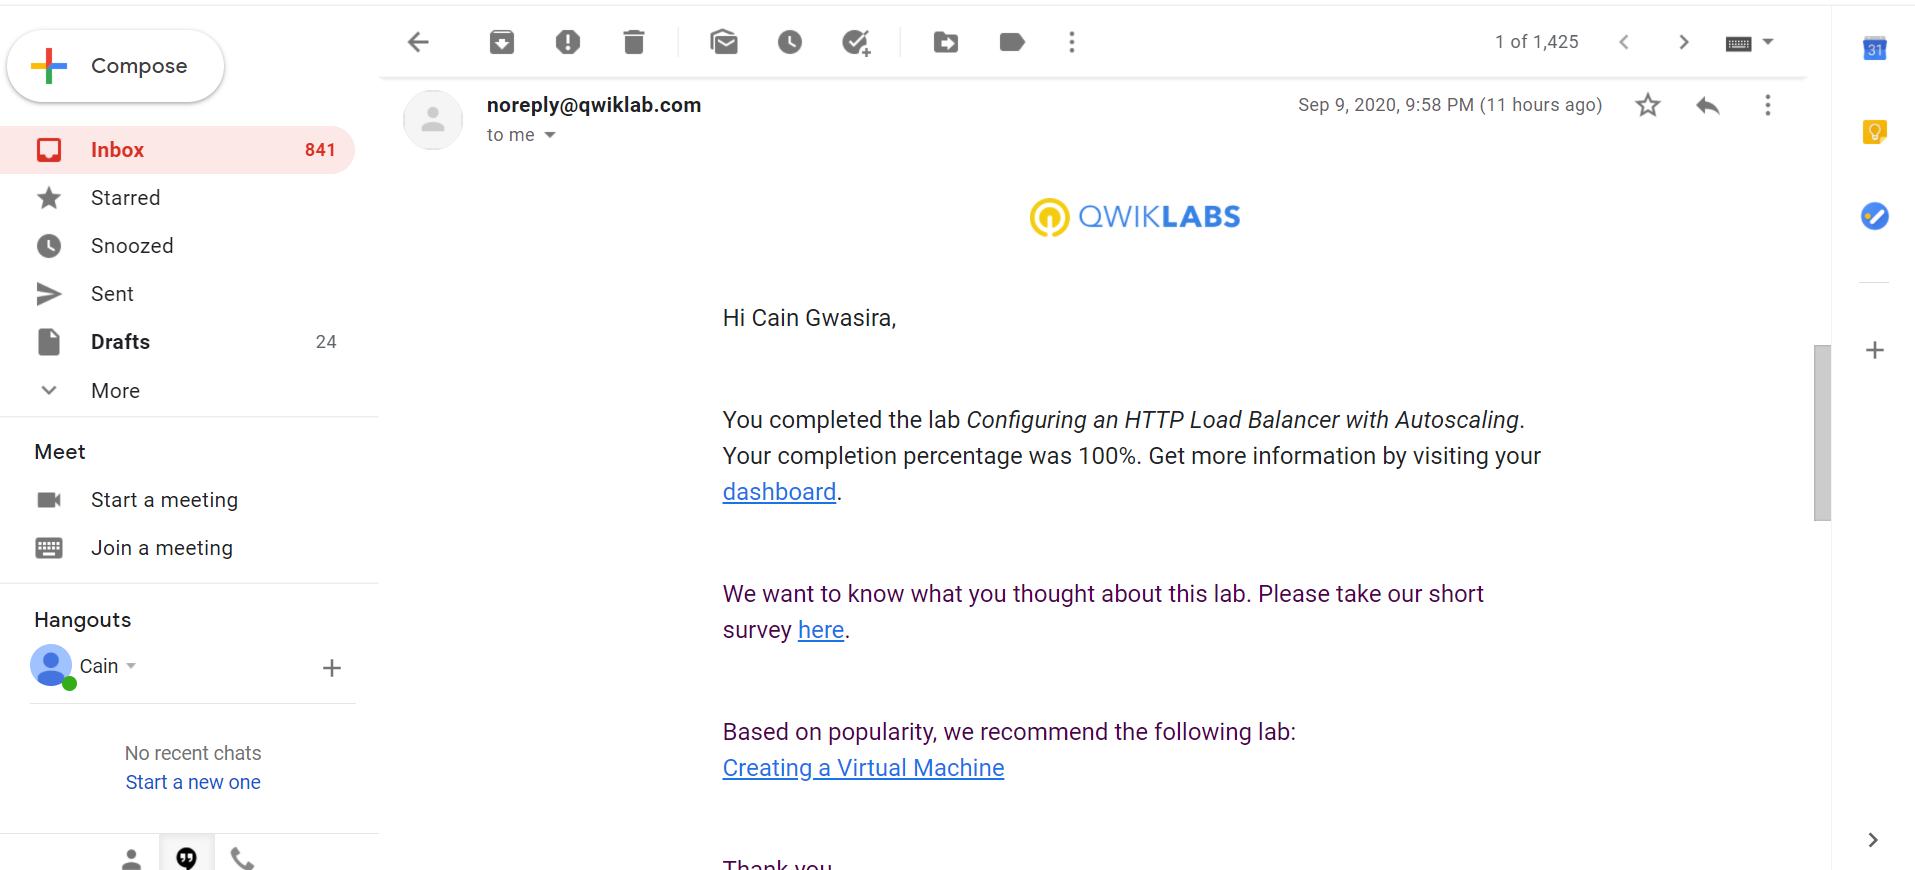 Compose
1 of 1,425
Inbox 841
Starred
Snoozed
Sent
Drafts 24
More
Meet
Start a meeting
Join a meeting
Hangouts
Cain
No recent chats
Start a new one
noreply@qwiklab.com
Sep 9, 2020, 9:58 PM (11 hours ago)
to me
QWIKLABS
Hi Cain Gwasira,
You completed the lab Configuring an HTTP Load Balancer with Autoscaling.
Your completion percentage was 100%. Get more information by visiting your
dashboard.
We want to know what you thought about this lab. Please take our short
survey here.
Based on popularity, we recommend the following lab:
Creating a Virtual Machine
Thank you
31